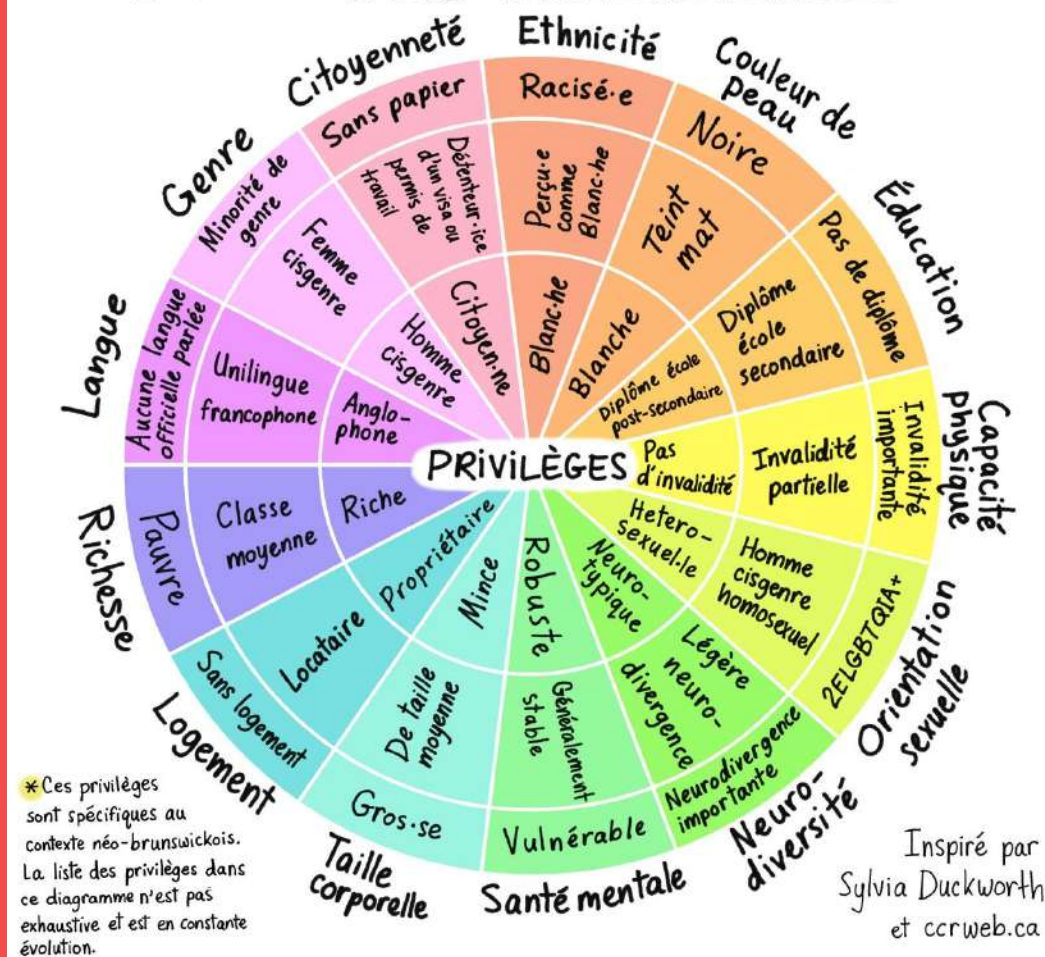 Citoyenneté
Sans papier
Détenteur·ice
d'un visa ou
permis de
travail
Citoyen·ne
Ethnicité
Racisé·e
Perçu·e
comme
Blanc·he
Blanc·he
Couleur de
peau
Noire
Teint
mat
Blanche
Éducation
Pas de diplôme
Diplôme
école
secondaire
Diplôme école
post-secondaire
Capacité
physique
Invalidité
importante
Invalidité
partielle
Pas
d'invalidité
Orientation
sexuelle
2ELGBTQIA+
Homme
cisgenre
homosexuel
Hetero-
sexuel·le
Neuro-
diversité
Neurodivergence
importante
Légère
neuro-
divergence
Neuro-
typique
Santé mentale
Vulnérable
Généralement
stable
Robuste
Taille
corporelle
Gros·se
De taille
moyenne
Mince
Logement
Sans logement
Locataire
Propriétaire
Richesse
Pauvre
Classe
moyenne
Riche
Langue
Aucune langue
officielle parlée
Unilingue
francophone
Anglo-
phone
Genre
Minorité de
genre
Femme
cisgenre
Homme
cisgenre
PRIVILÈGES
*Ces privilèges
sont spécifiques au
contexte néo-brunswickois.
La liste des privilèges dans
ce diagramme n'est pas
exhaustive et est en constante
évolution.
Inspiré par
Sylvia Duckworth
et ccrweb.ca